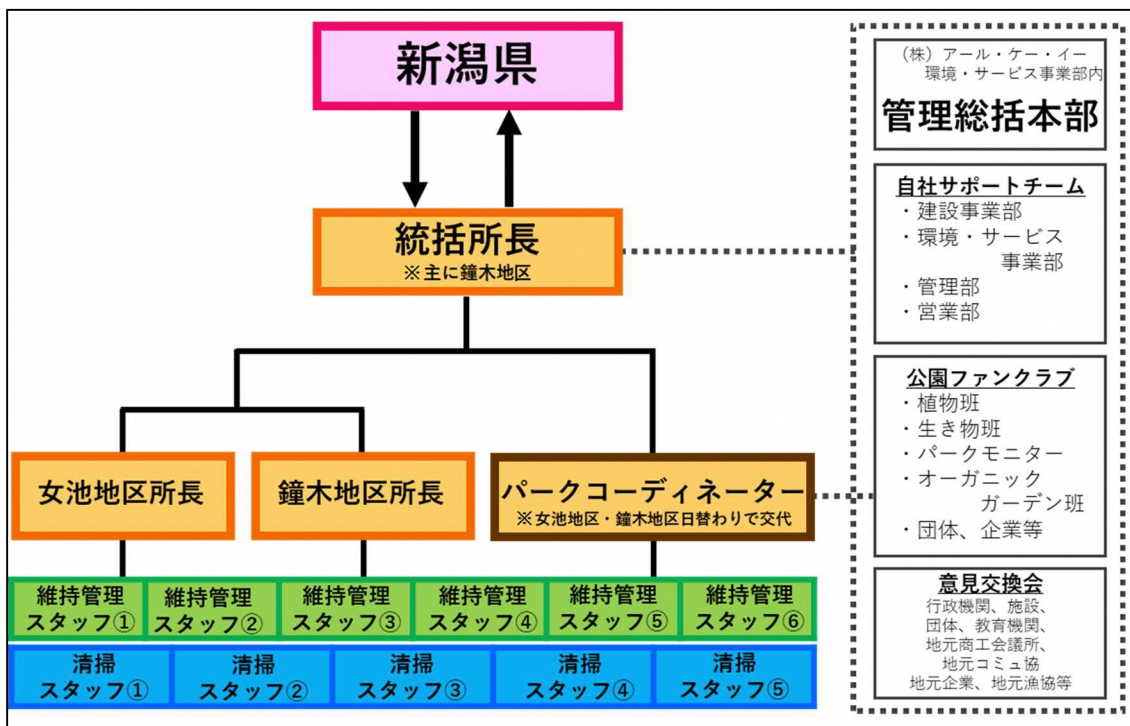 新潟県
統括所長
※主に鐘木地区
女池地区所長
鐘木地区所長
パークコーディネーター
※女池地区・鐘木地区日替わりで交代
維持管理
スタッフ①
維持管理
スタッフ②
維持管理
スタッフ③
維持管理
スタッフ④
維持管理
スタッフ⑤
維持管理
スタッフ⑥
清掃
スタッフ①
清掃
スタッフ②
清掃
スタッフ③
清掃
スタッフ④
清掃
スタッフ⑤
(株)アール・ケー・イー
環境・サービス事業部内
管理総括本部
自社サポートチーム
・建設事業部
・環境・サービス
事業部
・管理部
・営業部
公園ファンクラブ
・植物班
・生き物班
・パークモニター
・オーガニック
ガーデン班
・団体、企業等
意見交換会
行政機関、施設、
団体、教育機関、
地元商工会議所、
地元コミュ協
地元企業、地元漁協等